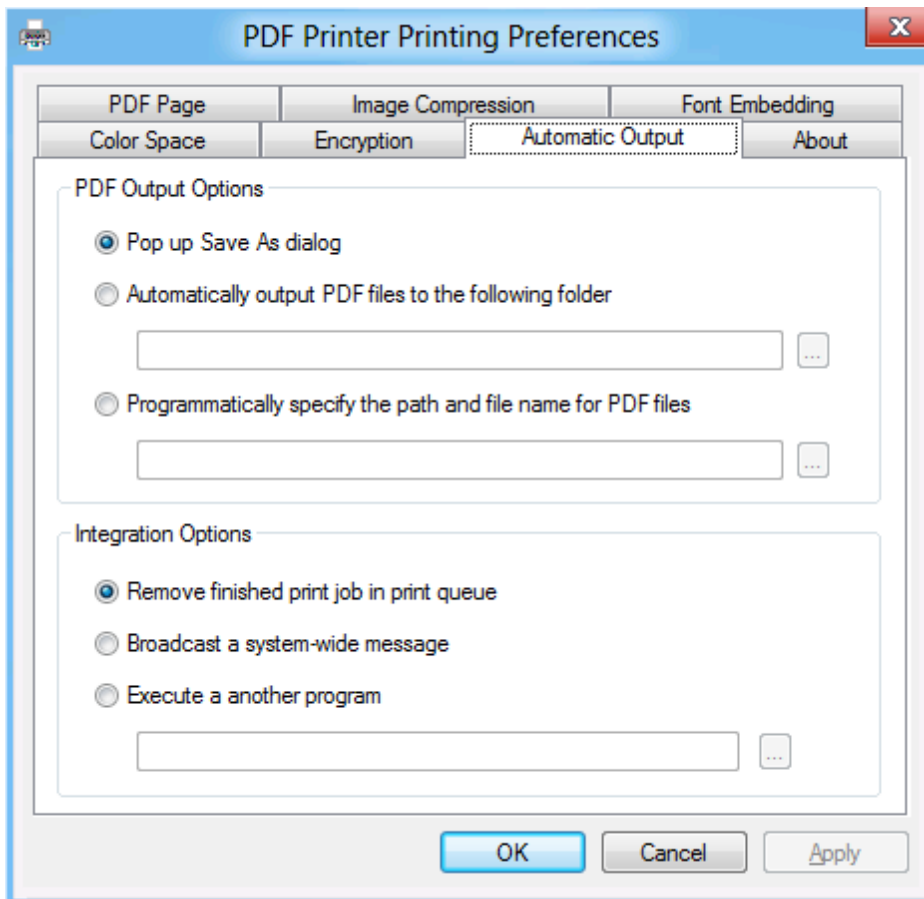 PDF Printer Printing Preferences
x
PDF Page Image Compression Font Embedding
Color Space Encryption Automatic Output About
PDF Output Options
Pop up Save As dialog
Automatically output PDF files to the following folder
...
Programmatically specify the path and file name for PDF files
...
Integration Options
Remove finished print job in print queue
Broadcast a system-wide message
Execute a another program
...
OK Cancel Apply